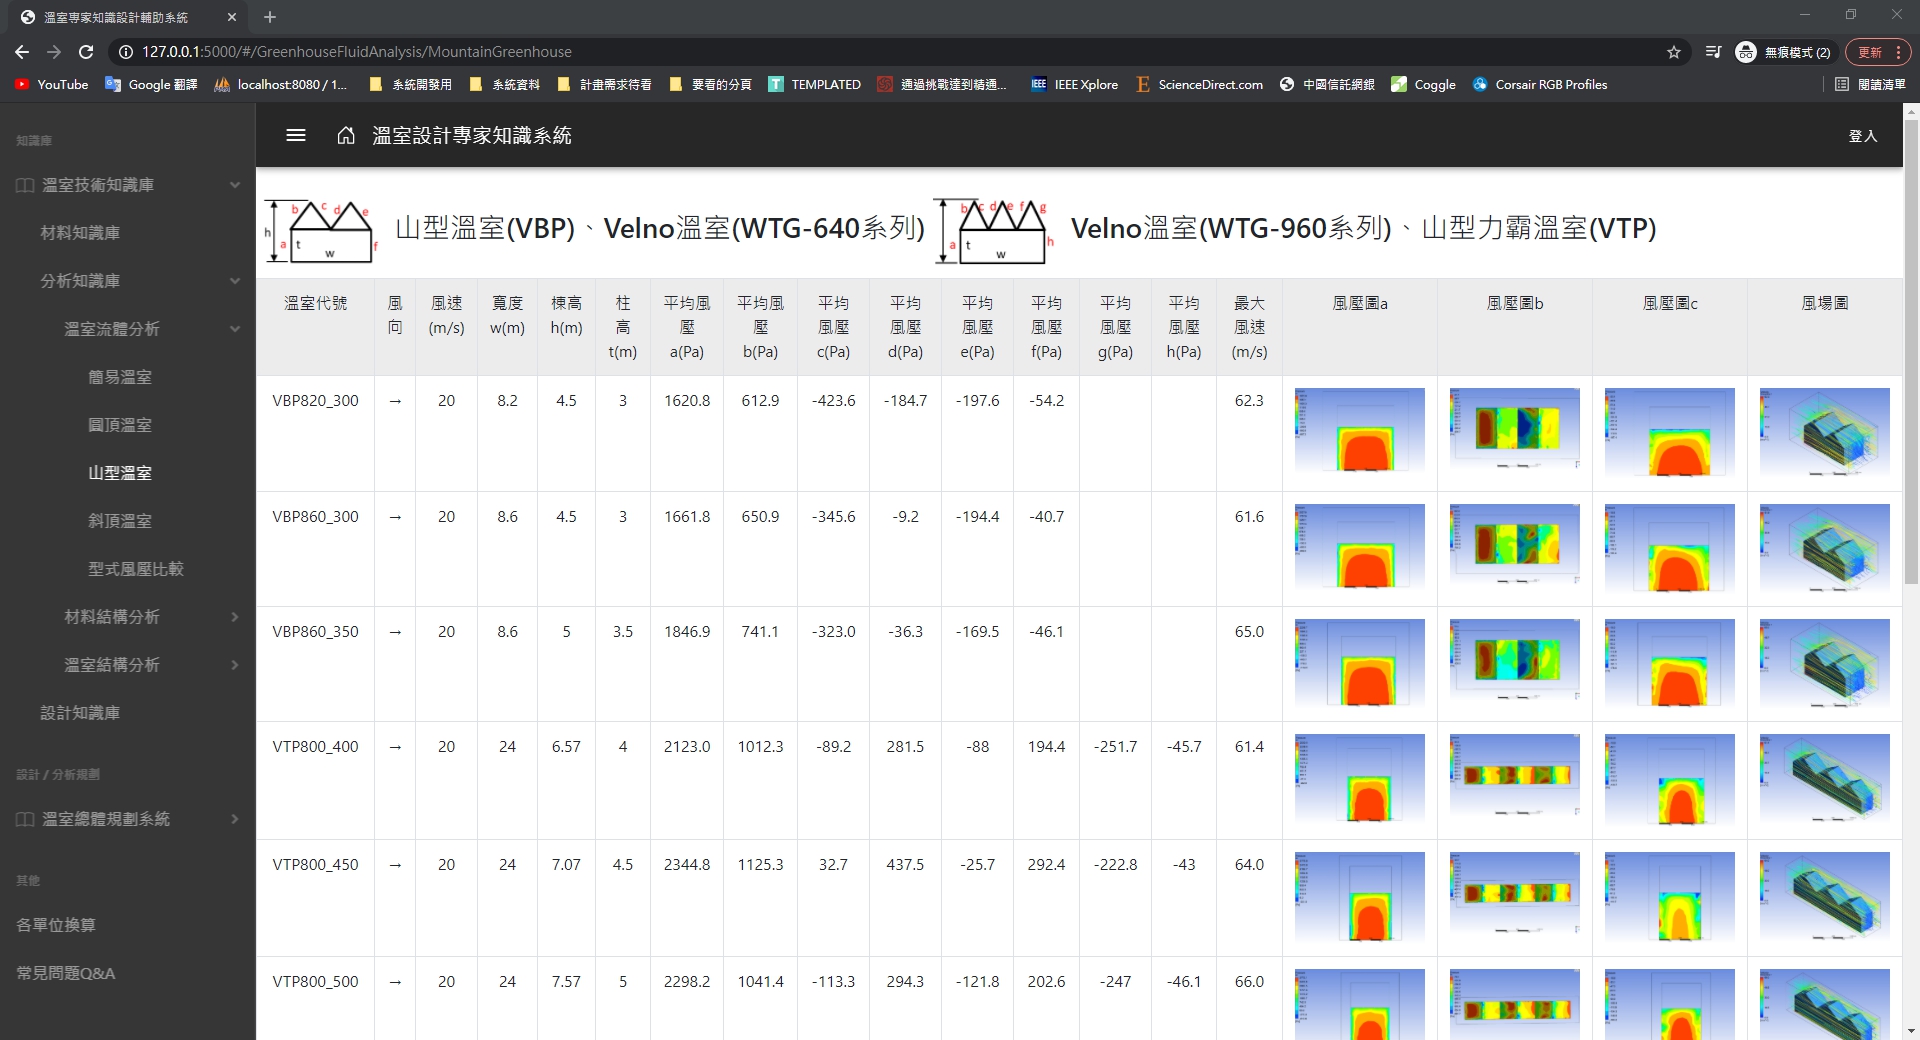 溫室專家知識設計輔助系統
127.0.0.1:5000/#/GreenhouseFluidAnalysis/MountainGreenhouse
無痕模式 (2)
更新
YouTube
Google 翻譯
localhost:8080 / 1...
系統開發用
系統資料
計畫需求待看
要看的分頁
TEMPLATED
通過挑戰達到精通...
IEEE Xplore
ScienceDirect.com
中國信託網銀
Coggle
Corsair RGB Profiles
閱讀清單
知識庫
溫室技術知識庫
材料知識庫
分析知識庫
溫室流體分析
簡易溫室
圓頂溫室
山型溫室
斜頂溫室
型式風壓比較
材料結構分析
溫室結構分析
設計知識庫
設計 / 分析規劃
溫室總體規劃系統
其他
各單位換算
常見問題Q&A
溫室設計專家知識系統
登入
h a b c d e f t w
山型溫室(VBP)、Velno溫室(WTG-640系列)
a b c d e f g h t w
Velno溫室(WTG-960系列)、山型力霸溫室(VTP)
溫室代號 風向 風速(m/s) 寬度w(m) 棟高h(m) 柱高t(m) 平均風壓a(Pa) 平均風壓b(Pa) 平均風壓c(Pa) 平均風壓d(Pa) 平均風壓e(Pa) 平均風壓f(Pa) 平均風壓g(Pa) 平均風壓h(Pa) 最大風速(m/s) 風壓圖a 風壓圖b 風壓圖c 風場圖
VBP820_300 → 20 8.2 4.5 3 1620.8 612.9 -423.6 -184.7 -197.6 -54.2 62.3
VBP860_300 → 20 8.6 4.5 3 1661.8 650.9 -345.6 -9.2 -194.4 -40.7 61.6
VBP860_350 → 20 8.6 5 3.5 1846.9 741.1 -323.0 -36.3 -169.5 -46.1 65.0
VTP800_400 → 20 24 6.57 4 2123.0 1012.3 -89.2 281.5 -88 194.4 -251.7 -45.7 61.4
VTP800_450 → 20 24 7.07 4.5 2344.8 1125.3 32.7 437.5 -25.7 292.4 -222.8 -43 64.0
VTP800_500 → 20 24 7.57 5 2298.2 1041.4 -113.3 294.3 -121.8 202.6 -247 -46.1 66.0